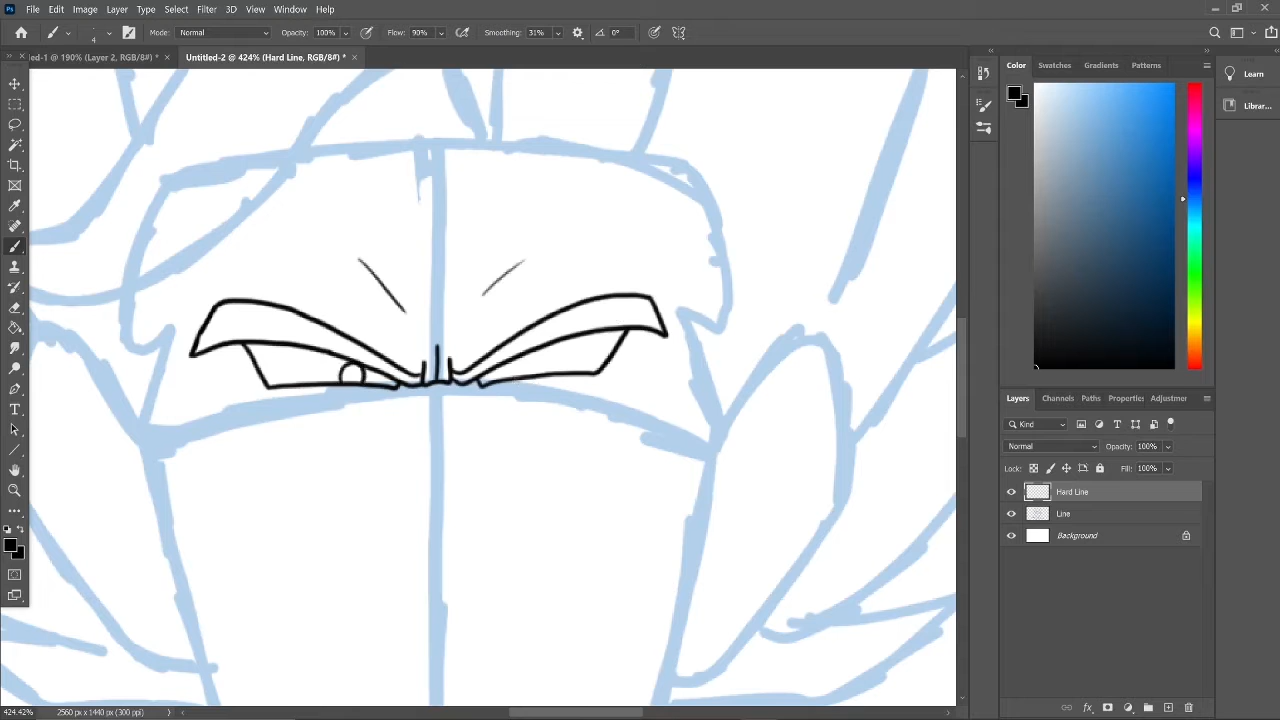 Ps File Edit Image Layer Type Select Filter 3D View Window Help
4 Mode: Normal Opacity: 100% Flow: 90% Smoothing: 31% 0°
led-1 @ 190% (Layer 2, RGB/8#) * × Untitled-2 @ 424% (Hard Line, RGB/8#) * ×
Color Swatches Gradients Patterns
Learn
Librar...
Layers Channels Paths Properties Adjustmer
Kind
Normal Opacity: 100%
Lock: Fill: 100%
Hard Line
Line
Background
424.42% 2560 px x 1440 px (300 ppi)